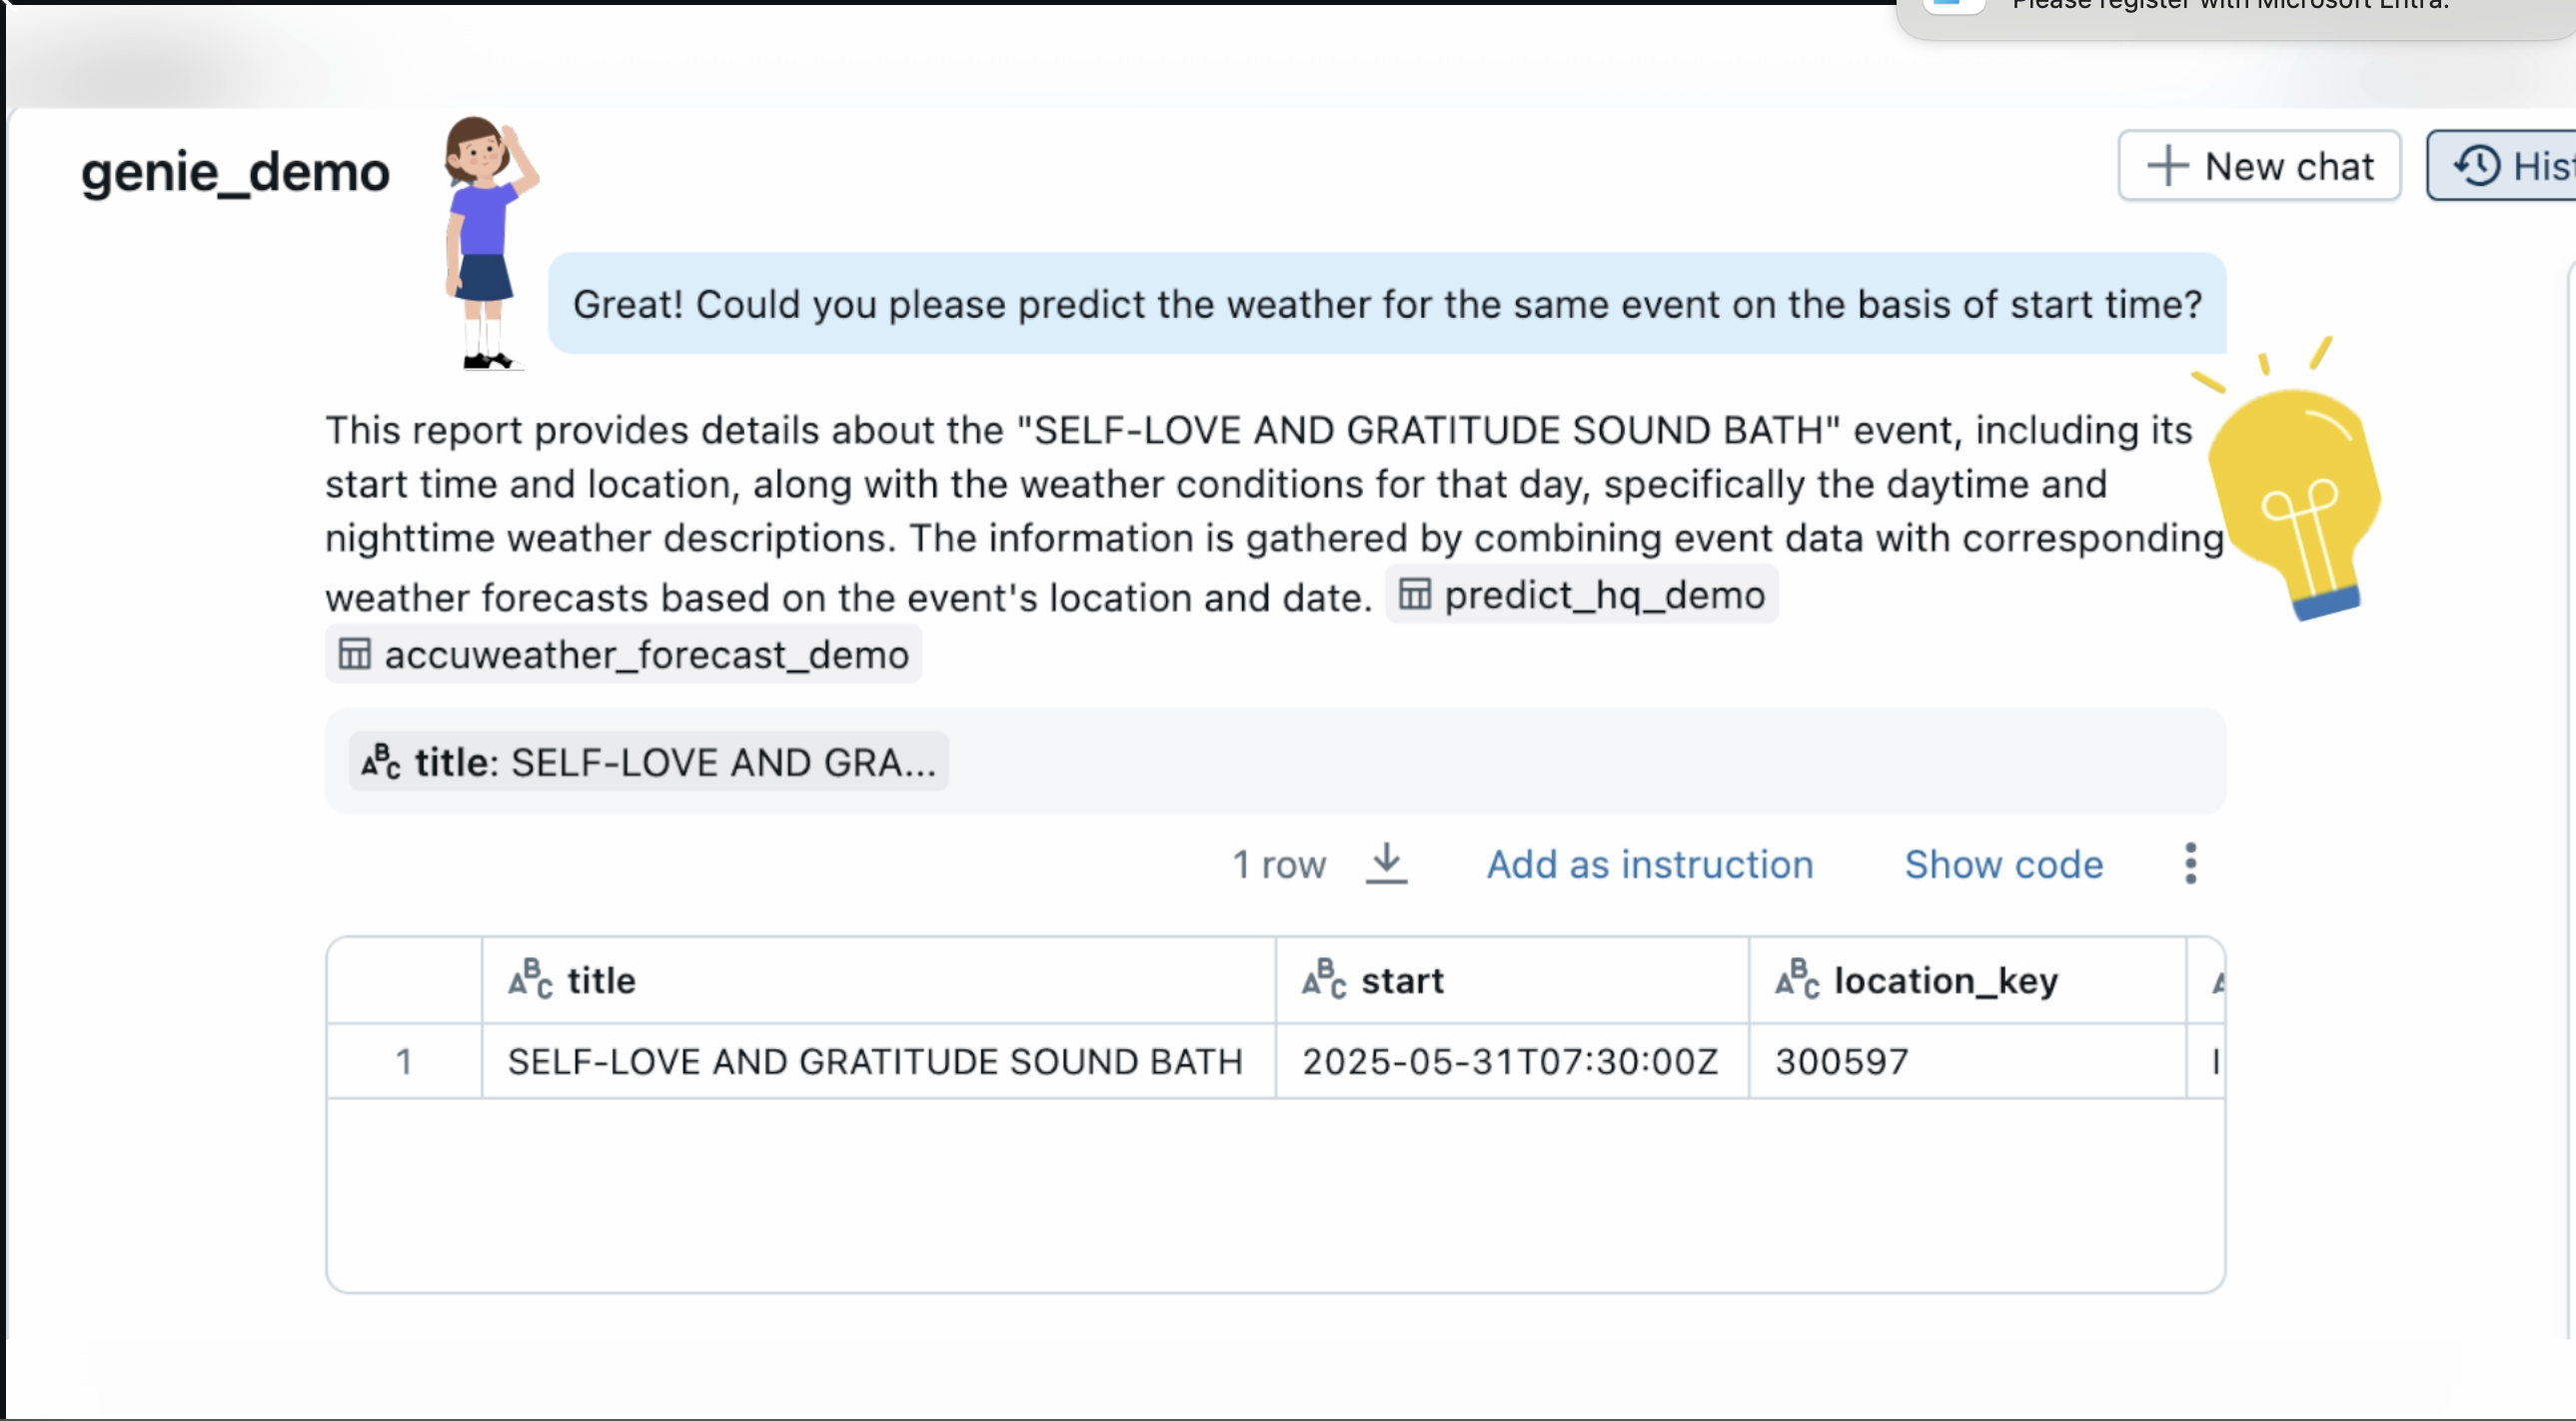 Please register with Microsoft Entra.
genie_demo
New chat
Hist
Great! Could you please predict the weather for the same event on the basis of start time?
This report provides details about the "SELF-LOVE AND GRATITUDE SOUND BATH" event, including its
start time and location, along with the weather conditions for that day, specifically the daytime and
nighttime weather descriptions. The information is gathered by combining event data with corresponding
weather forecasts based on the event's location and date. predict_hq_demo
accuweather_forecast_demo
ABC title: SELF-LOVE AND GRA...
1 row Add as instruction Show code
ABC title ABC start ABC location_key
1 SELF-LOVE AND GRATITUDE SOUND BATH 2025-05-31T07:30:00Z 300597